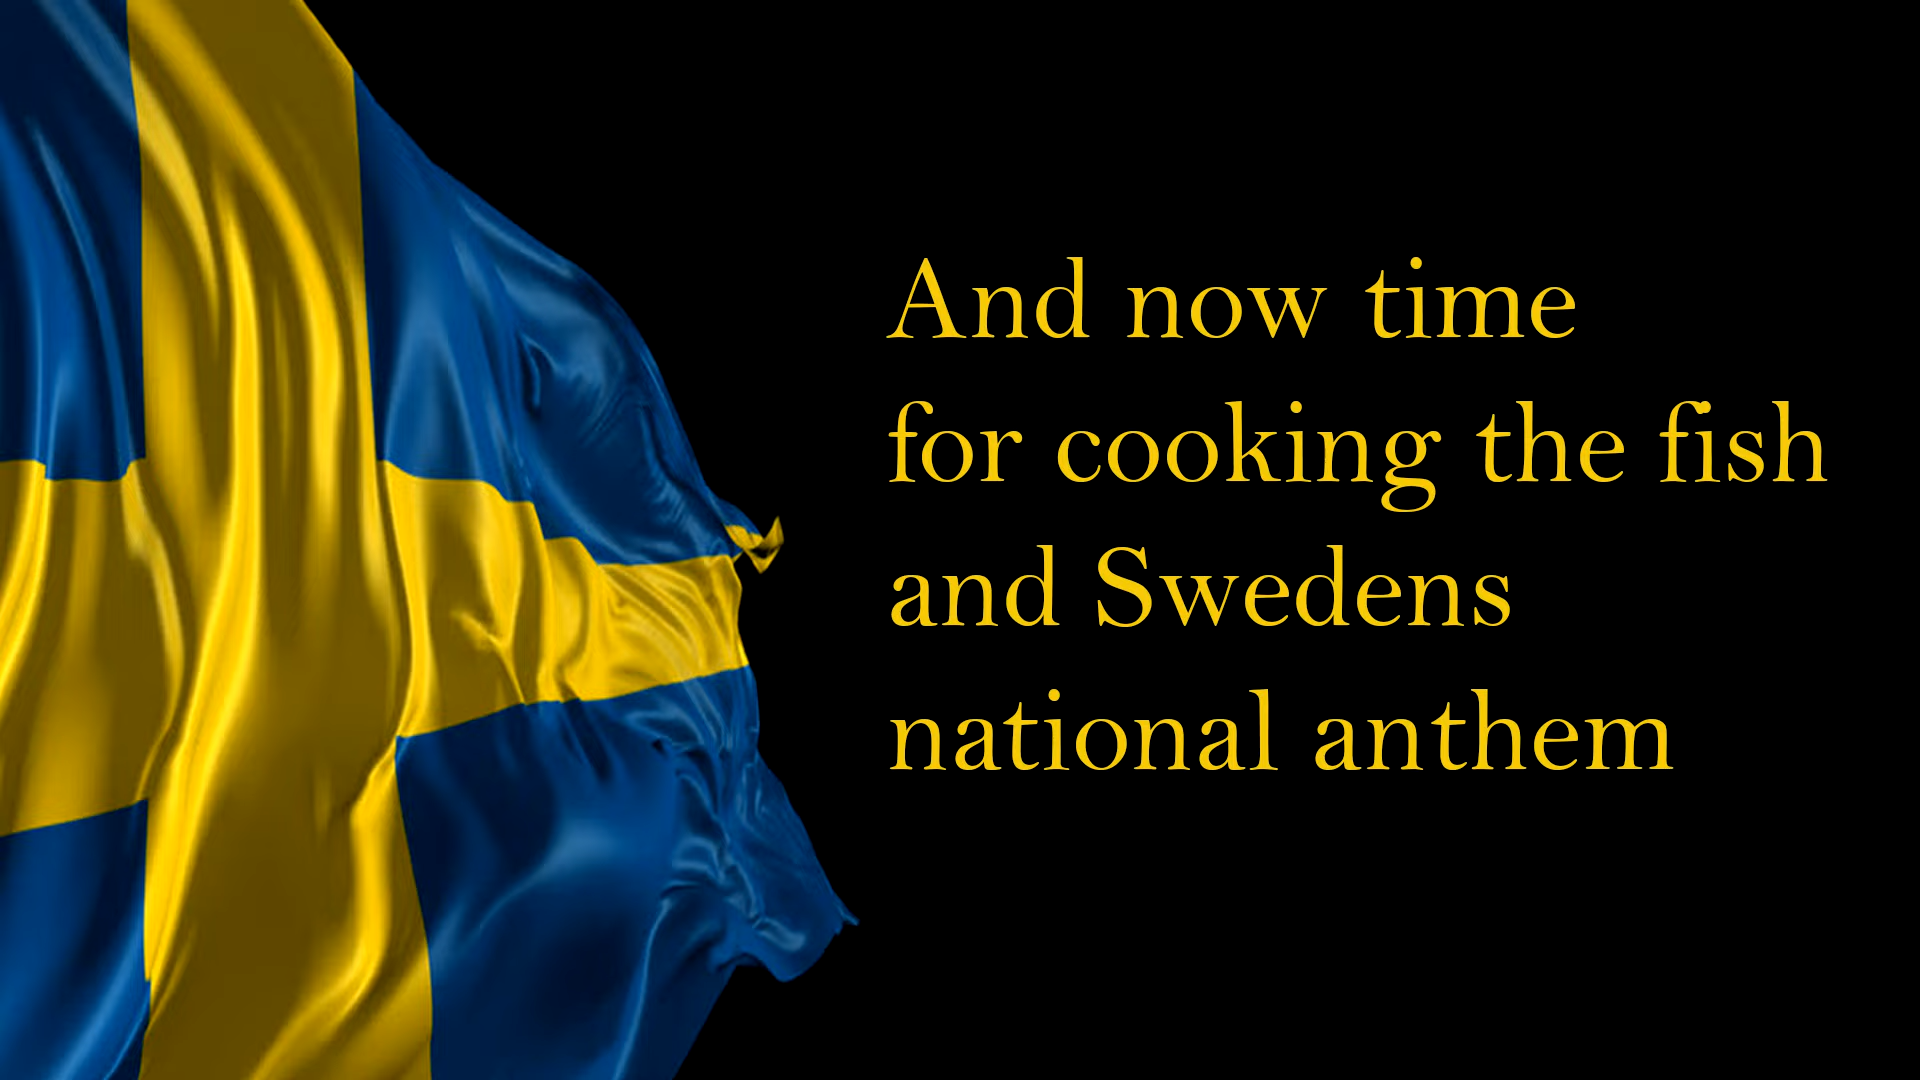 And now time
for cooking the fish
and Swedens
national anthem